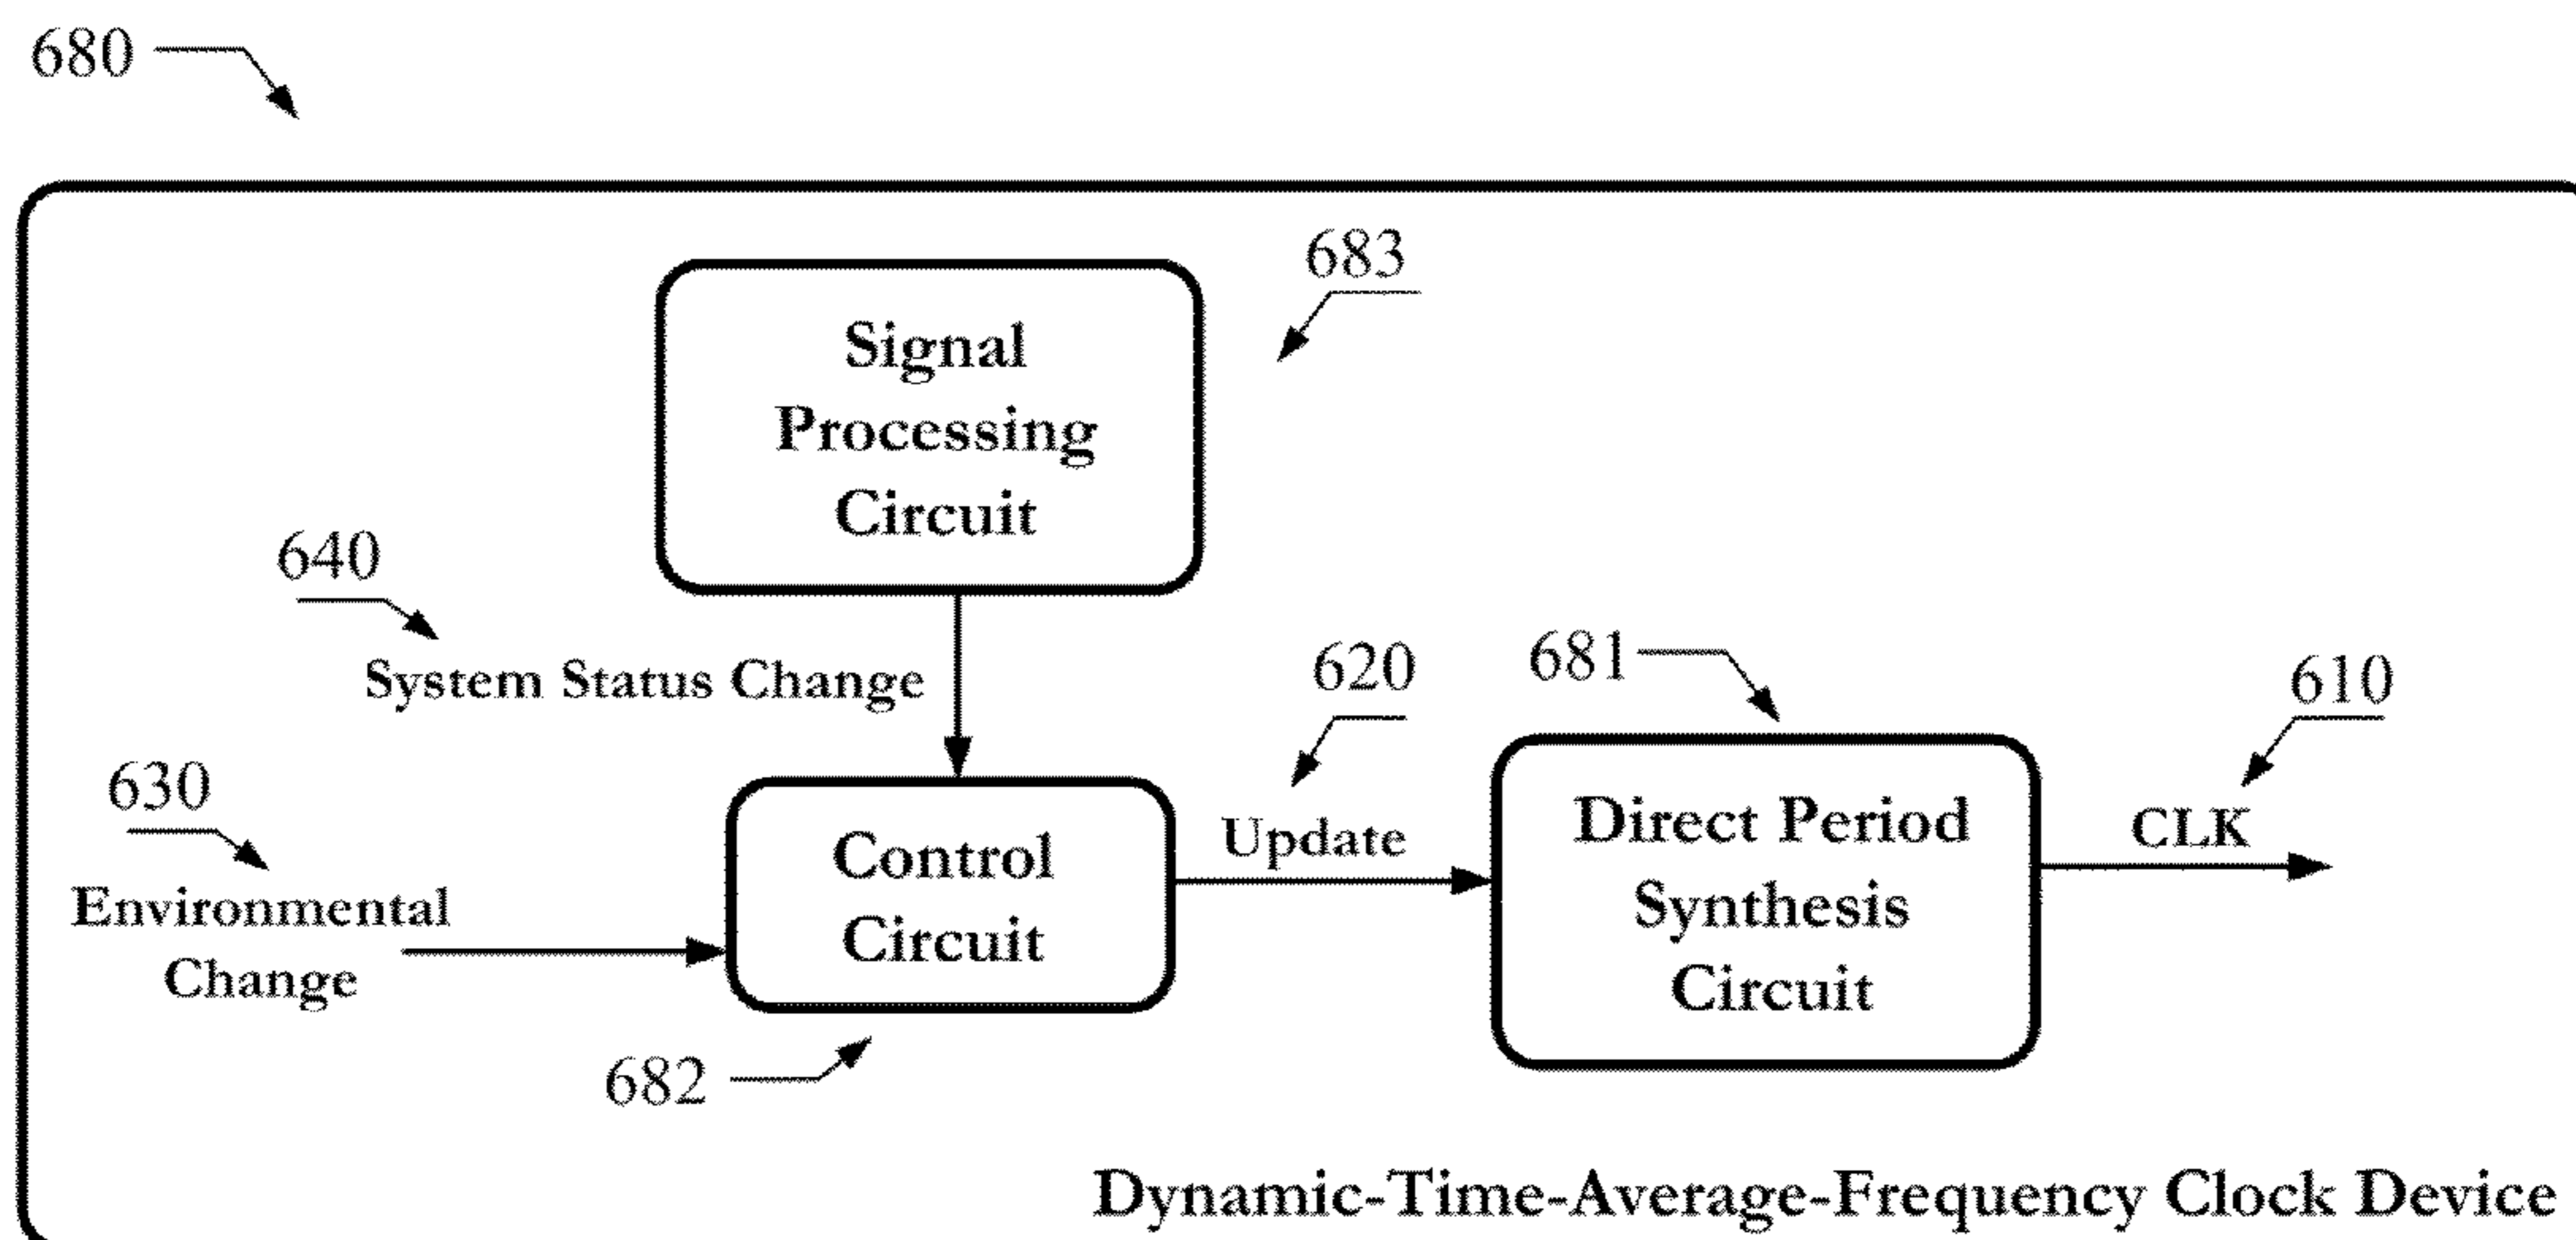 680
683
Signal
Processing
Circuit
640
System Status Change
620
681
610
630
Environmental
Change
Control
Circuit
Update
Direct Period
Synthesis
Circuit
CLK
682
Dynamic-Time-Average-Frequency Clock Device